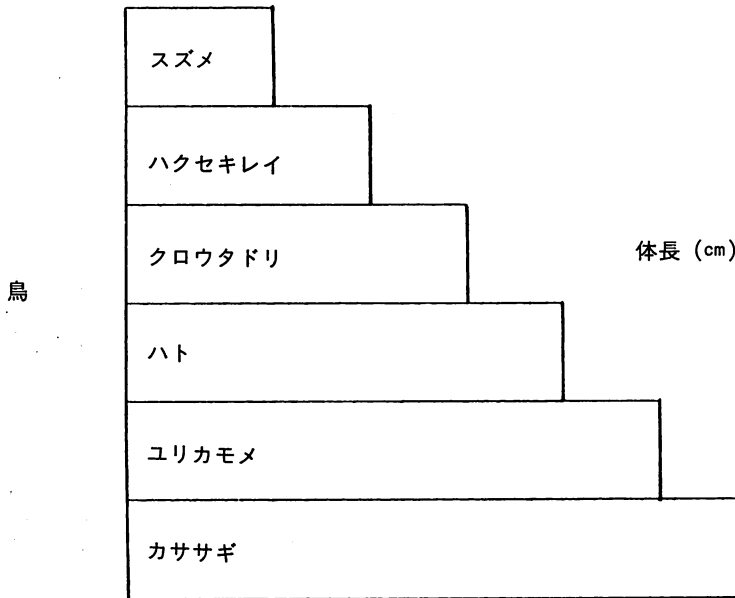 スズメ
ハクセキレイ
クロウタドリ
体長 (cm)
鳥
ハト
ユリカモメ
カササギ